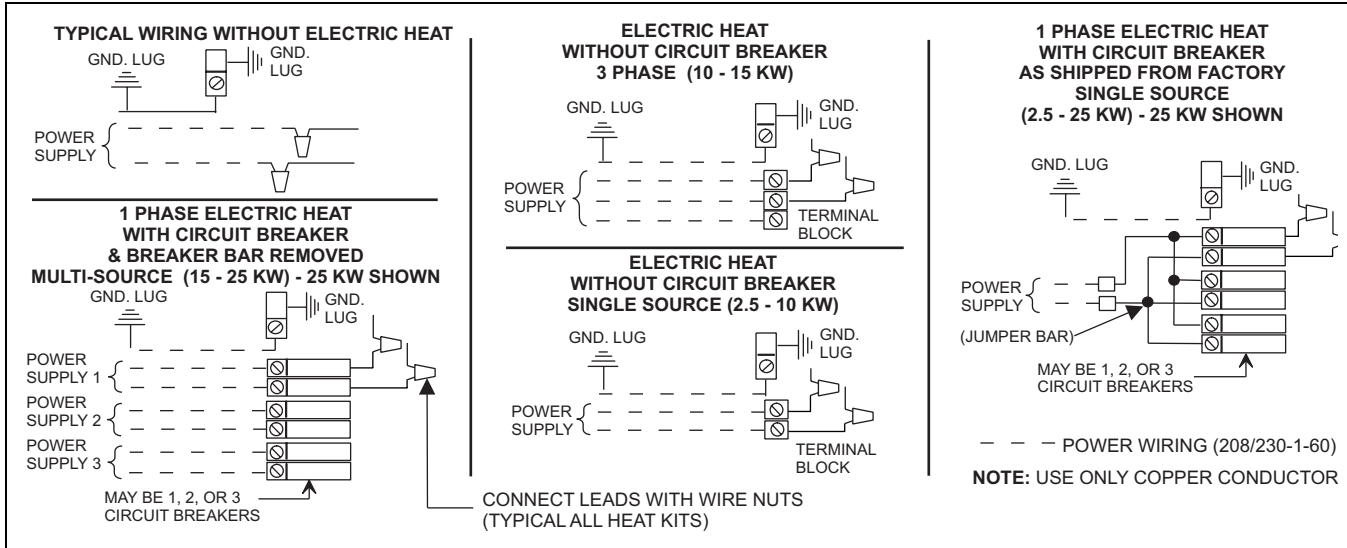 TYPICAL WIRING WITHOUT ELECTRIC HEAT
GND. LUG
GND.
LUG
POWER
SUPPLY
1 PHASE ELECTRIC HEAT
WITH CIRCUIT BREAKER
& BREAKER BAR REMOVED
MULTI-SOURCE (15 - 25 KW) - 25 KW SHOWN
GND. LUG
GND.
LUG
POWER
SUPPLY 1
POWER
SUPPLY 2
POWER
SUPPLY 3
MAY BE 1, 2, OR 3
CIRCUIT BREAKERS
CONNECT LEADS WITH WIRE NUTS
(TYPICAL ALL HEAT KITS)
ELECTRIC HEAT
WITHOUT CIRCUIT BREAKER
3 PHASE (10 - 15 KW)
GND. LUG
GND.
LUG
POWER
SUPPLY
TERMINAL
BLOCK
ELECTRIC HEAT
WITHOUT CIRCUIT BREAKER
SINGLE SOURCE (2.5 - 10 KW)
GND. LUG
GND.
LUG
POWER
SUPPLY
TERMINAL
BLOCK
1 PHASE ELECTRIC HEAT
WITH CIRCUIT BREAKER
AS SHIPPED FROM FACTORY
SINGLE SOURCE
(2.5 - 25 KW) - 25 KW SHOWN
GND. LUG
GND.
LUG
POWER
SUPPLY
(JUMPER BAR)
MAY BE 1, 2, OR 3
CIRCUIT BREAKERS
POWER WIRING (208/230-1-60)
NOTE: USE ONLY COPPER CONDUCTOR